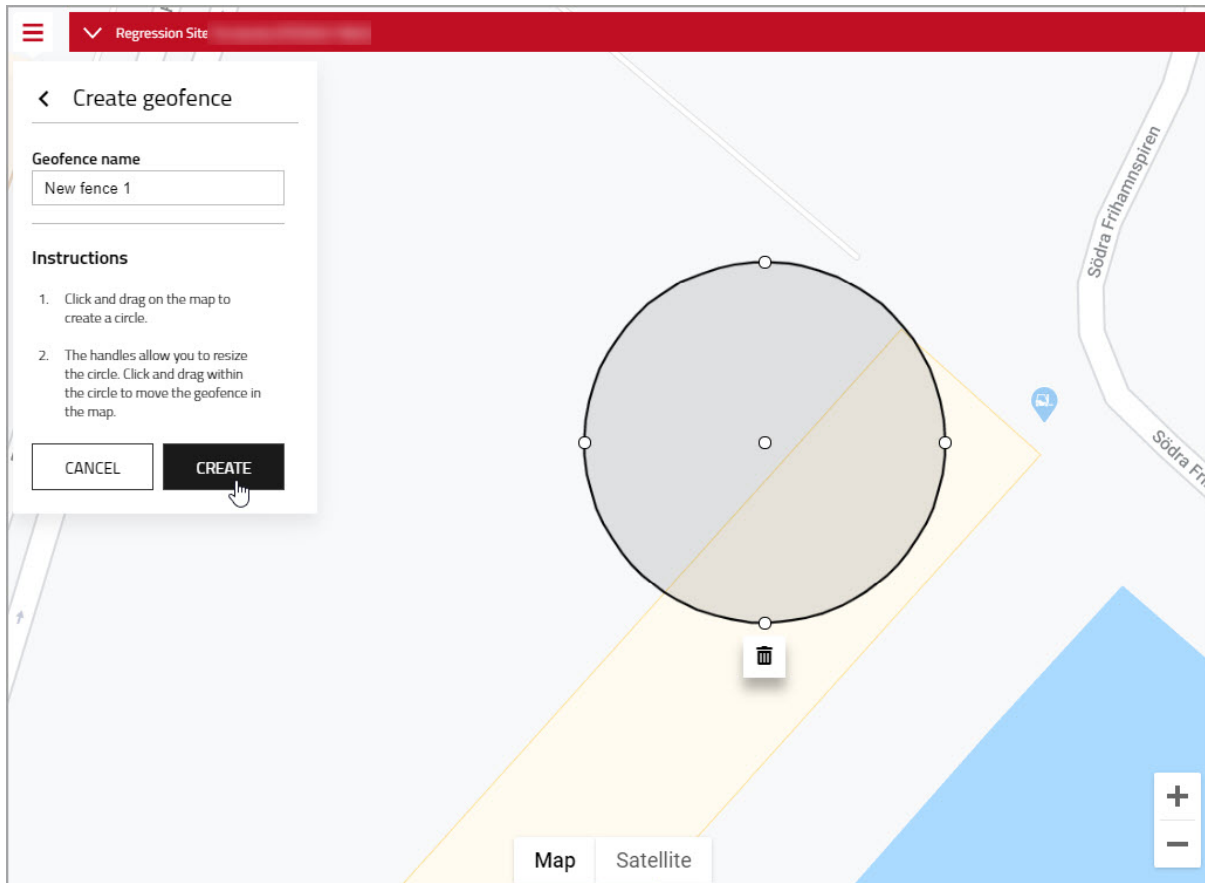 Regression Site
Create geofence
Geofence name
New fence 1
Instructions
1. Click and drag on the map to
create a circle.
2. The handles allow you to resize
the circle. Click and drag within
the circle to move the geofence in
the map.
CANCEL CREATE
Södra Frihamnspiren
Södra Fri
Map Satellite